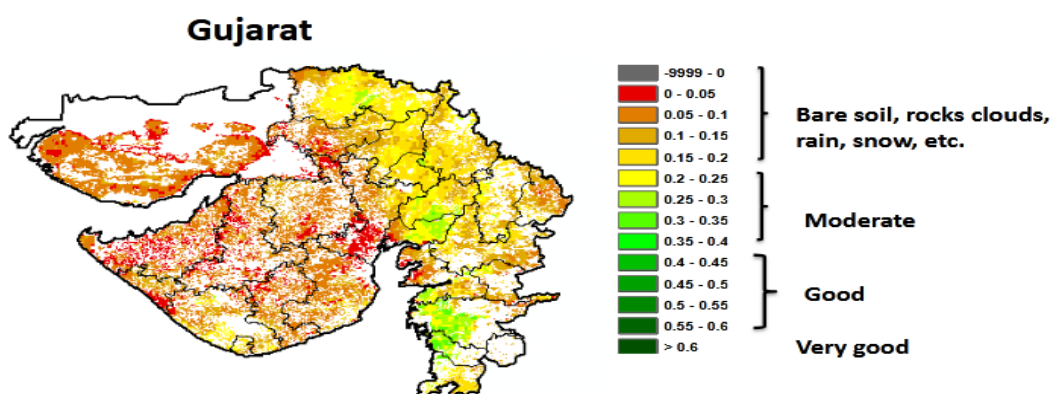 Gujarat
-9999 - 0
0 - 0.05
0.05 - 0.1
0.1 - 0.15
0.15 - 0.2
0.2 - 0.25
0.25 - 0.3
0.3 - 0.35
0.35 - 0.4
0.4 - 0.45
0.45 - 0.5
0.5 - 0.55
0.55 - 0.6
> 0.6
Bare soil, rocks clouds,
rain, snow, etc.
Moderate
Good
Very good